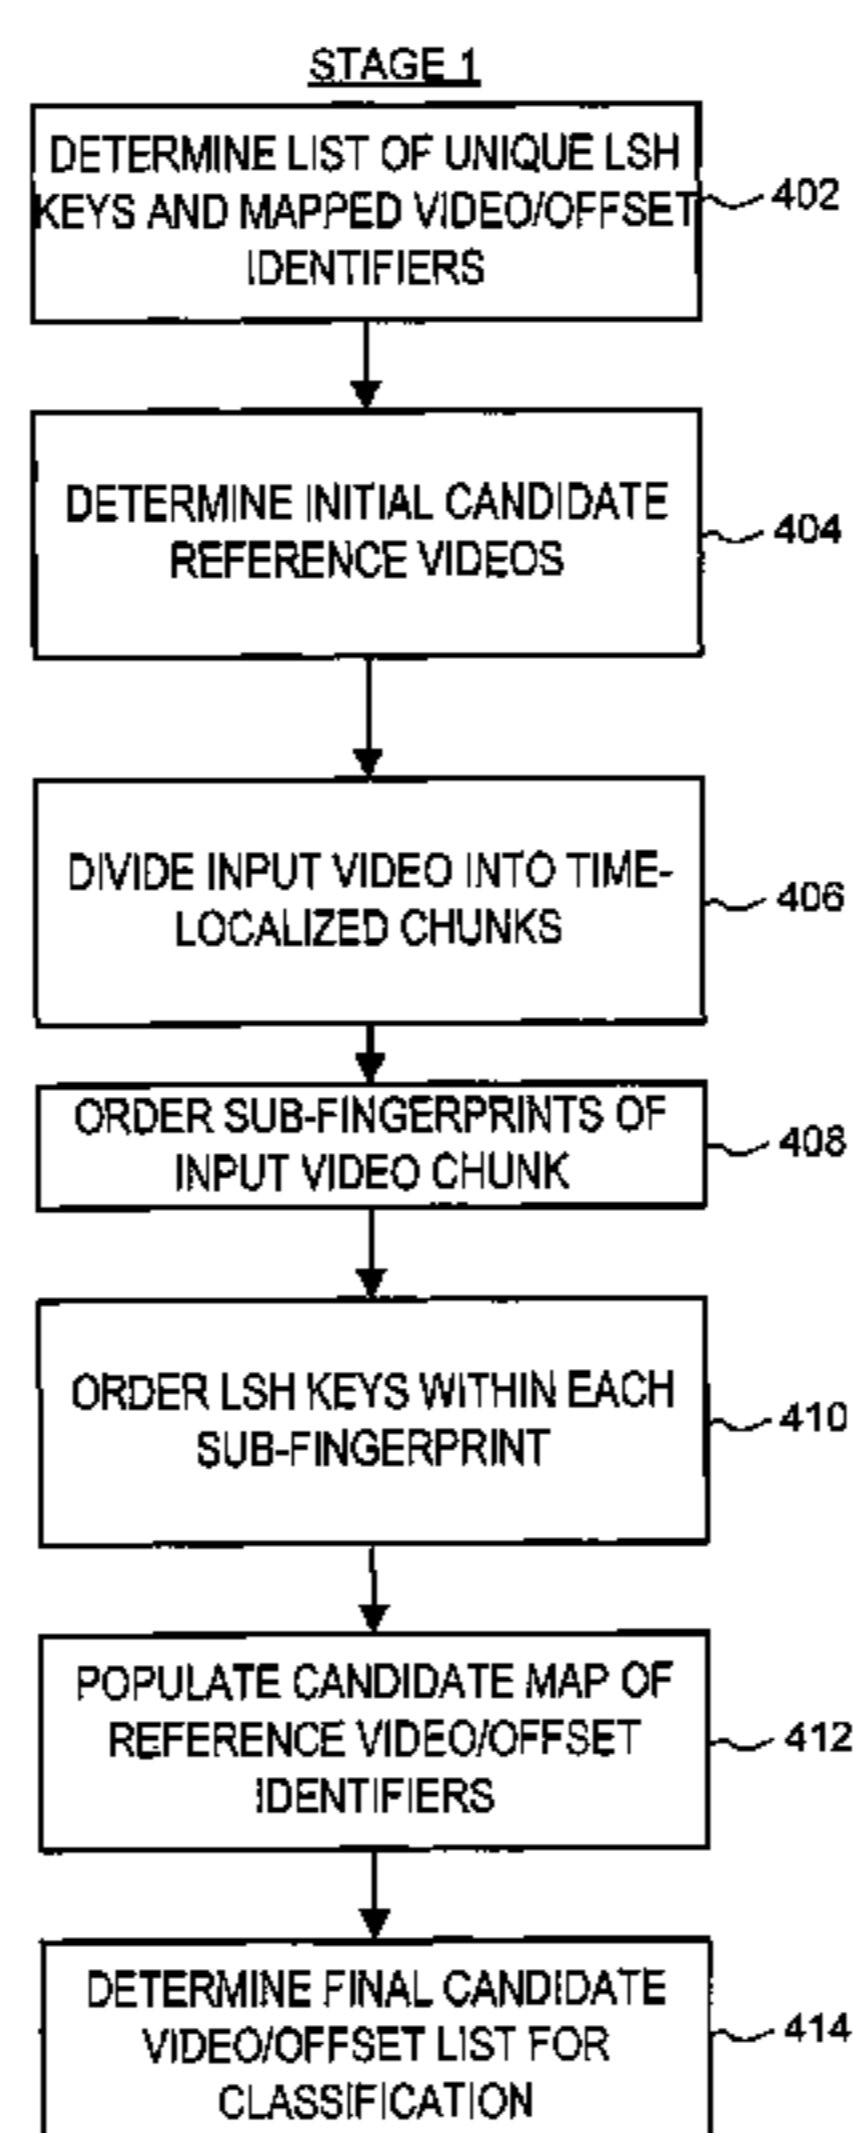 STAGE 1
DETERMINE LIST OF UNIQUE LSH
KEYS AND MAPPED VIDEO/OFFSET
IDENTIFIERS
402
DETERMINE INITIAL CANDIDATE
REFERENCE VIDEOS
404
DIVIDE INPUT VIDEO INTO TIME-
LOCALIZED CHUNKS
406
ORDER SUB-FINGERPRINTS OF
INPUT VIDEO CHUNK
408
ORDER LSH KEYS WITHIN EACH
SUB-FINGERPRINT
410
POPULATE CANDIDATE MAP OF
REFERENCE VIDEO/OFFSET
IDENTIFIERS
412
DETERMINE FINAL CANDIDATE
VIDEO/OFFSET LIST FOR
CLASSIFICATION
414